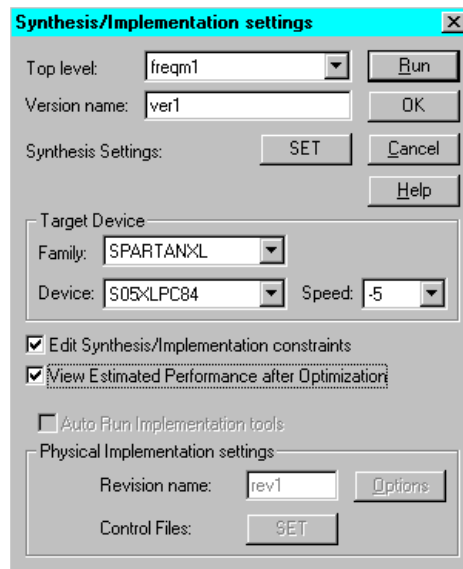 Synthesis/Implementation settings
Top level: freqm1 Run
Version name: ver1 OK
Synthesis Settings: SET Cancel
Help
Target Device
Family: SPARTANXL
Device: S05XLPC84 Speed: -5
Edit Synthesis/Implementation constraints
View Estimated Performance after Optimization
Auto Run Implementation tools
Physical Implementation settings
Revision name: rev1 Options
Control Files: SET